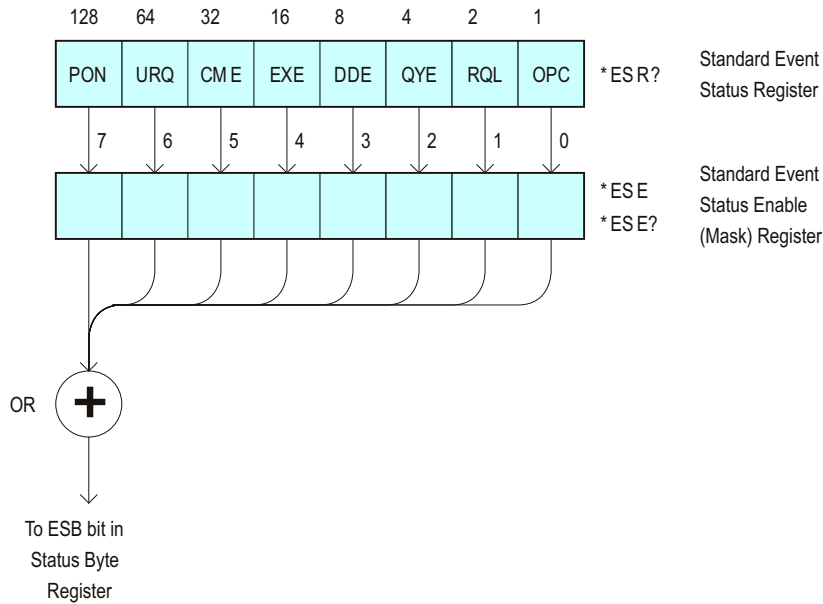 128 64 32 16 8 4 2 1
PON URQ CME EXE DDE QYE RQL OPC
*ESR?
Standard Event
Status Register
7 6 5 4 3 2 1 0
*ESE
*ESE?
Standard Event
Status Enable
(Mask) Register
OR
+
To ESB bit in
Status Byte
Register